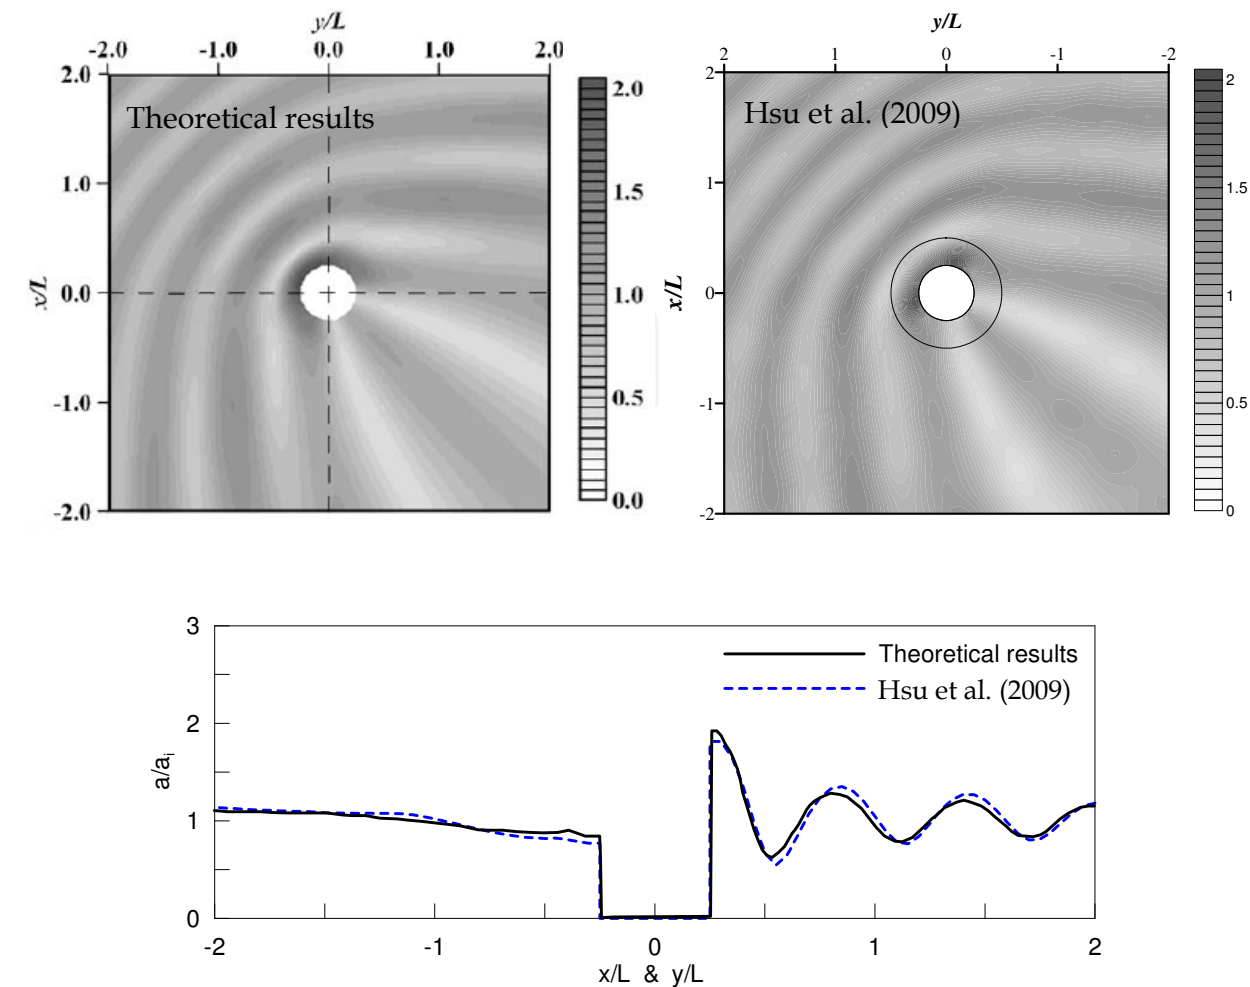 y/L
-2.0 -1.0 0.0 1.0 2.0
2.0
1.0
0.0
-1.0
-2.0
x/L
Theoretical results
2.0
1.5
1.0
0.5
0.0
y/L
2 1 0 -1 -2
2
1
0
-1
-2
x/L
Hsu et al. (2009)
2
1.5
1
0.5
0
3
2
1
0
a/ai
Theoretical results
Hsu et al. (2009)
-2 -1 0 1 2
x/L & y/L